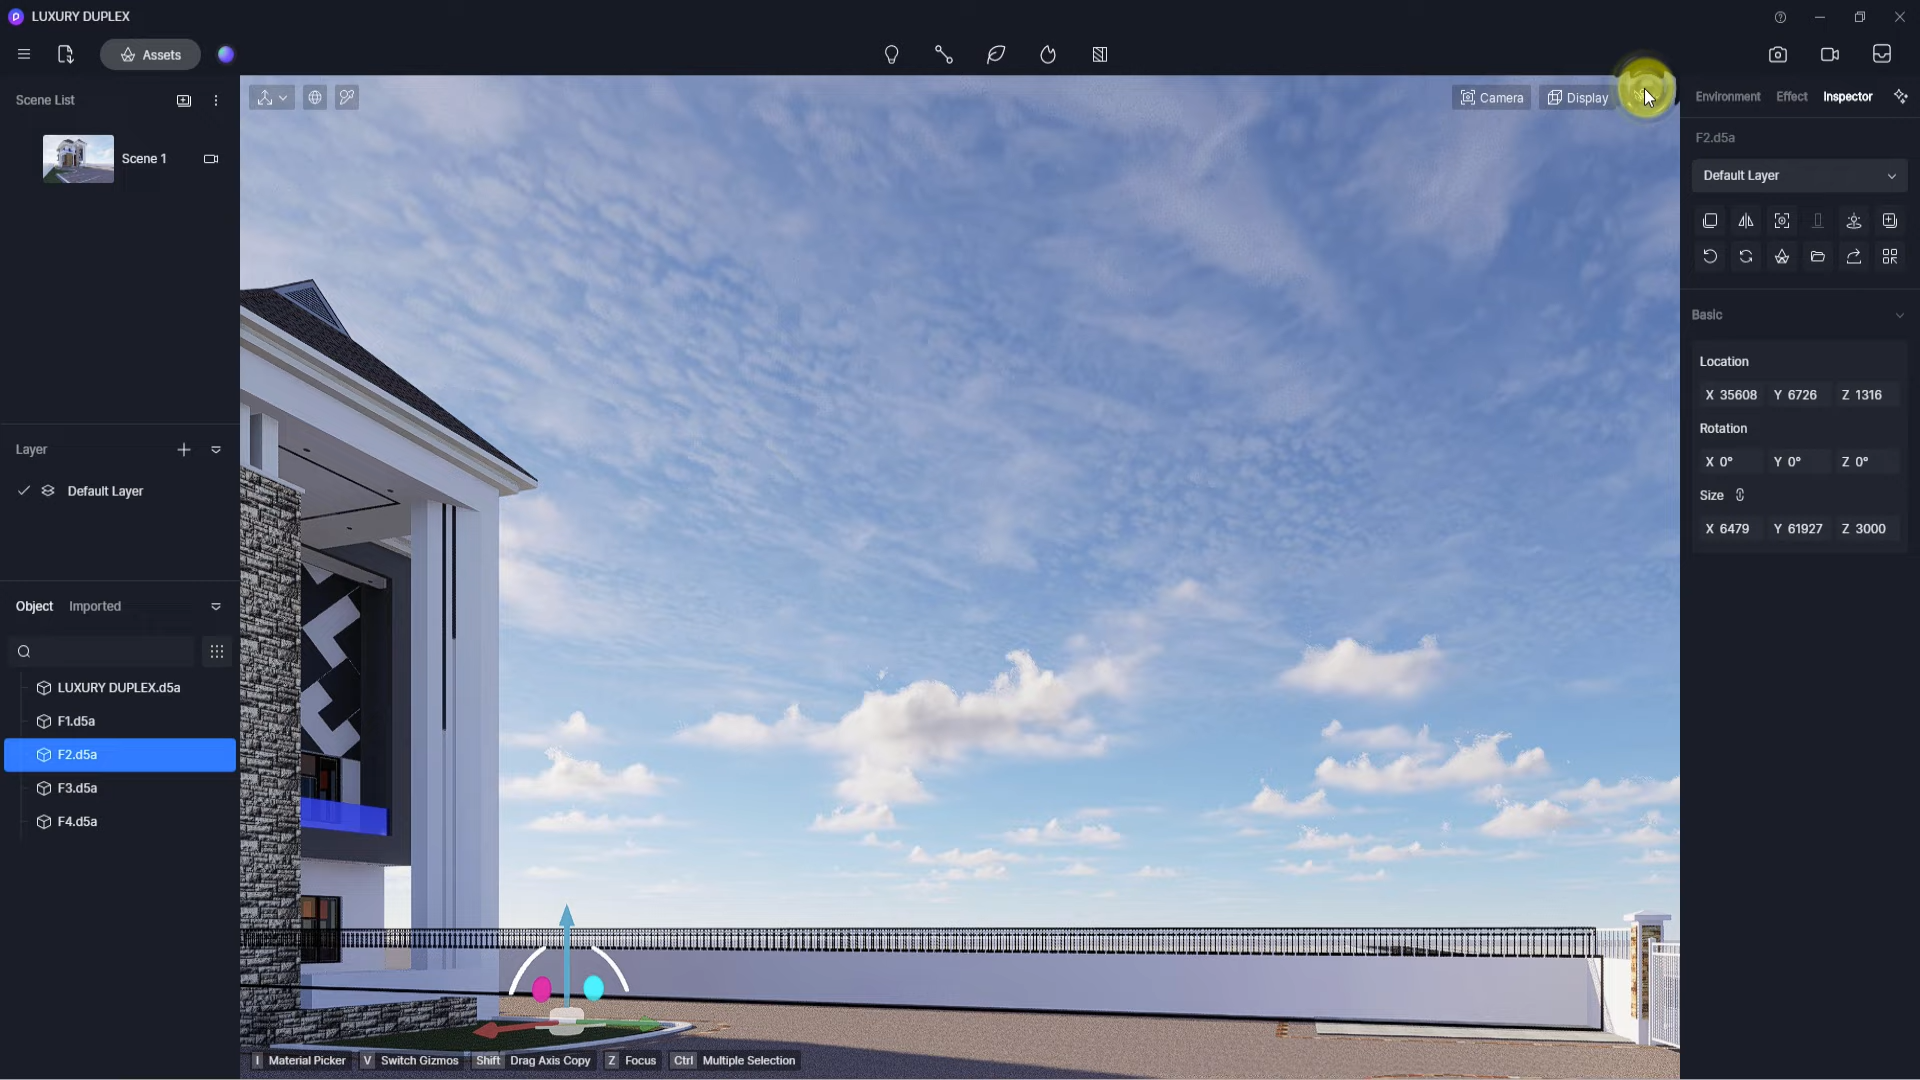 LUXURY DUPLEX
Assets
Scene List
Scene 1
Layer
Default Layer
Object Imported
LUXURY DUPLEX.d5a
F1.d5a
F2.d5a
F3.d5a
F4.d5a
Camera Display
I Material Picker V Switch Gizmos Shift Drag Axis Copy Z Focus Ctrl Multiple Selection
Environment Effect Inspector
F2.d5a
Default Layer
Basic
Location
X 35608 Y 6726 Z 1316
Rotation
X 0° Y 0° Z 0°
Size
X 6479 Y 61927 Z 3000